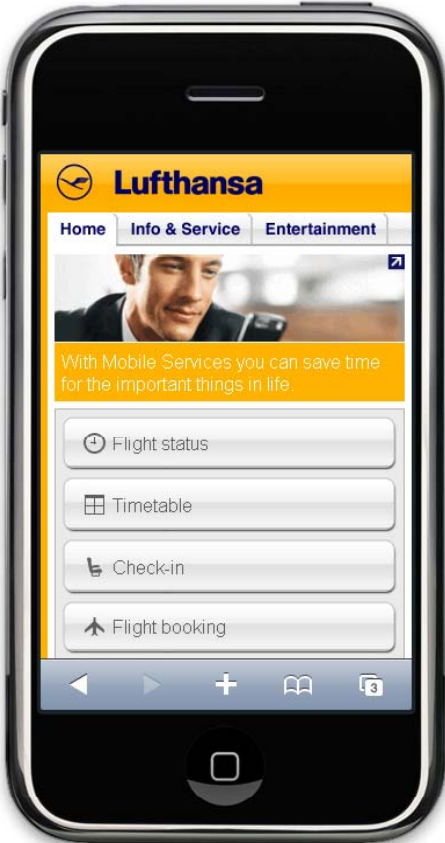 Lufthansa
Home Info & Service Entertainment
With Mobile Services you can save time
for the important things in life.
Flight status
Timetable
Check-in
Flight booking
3